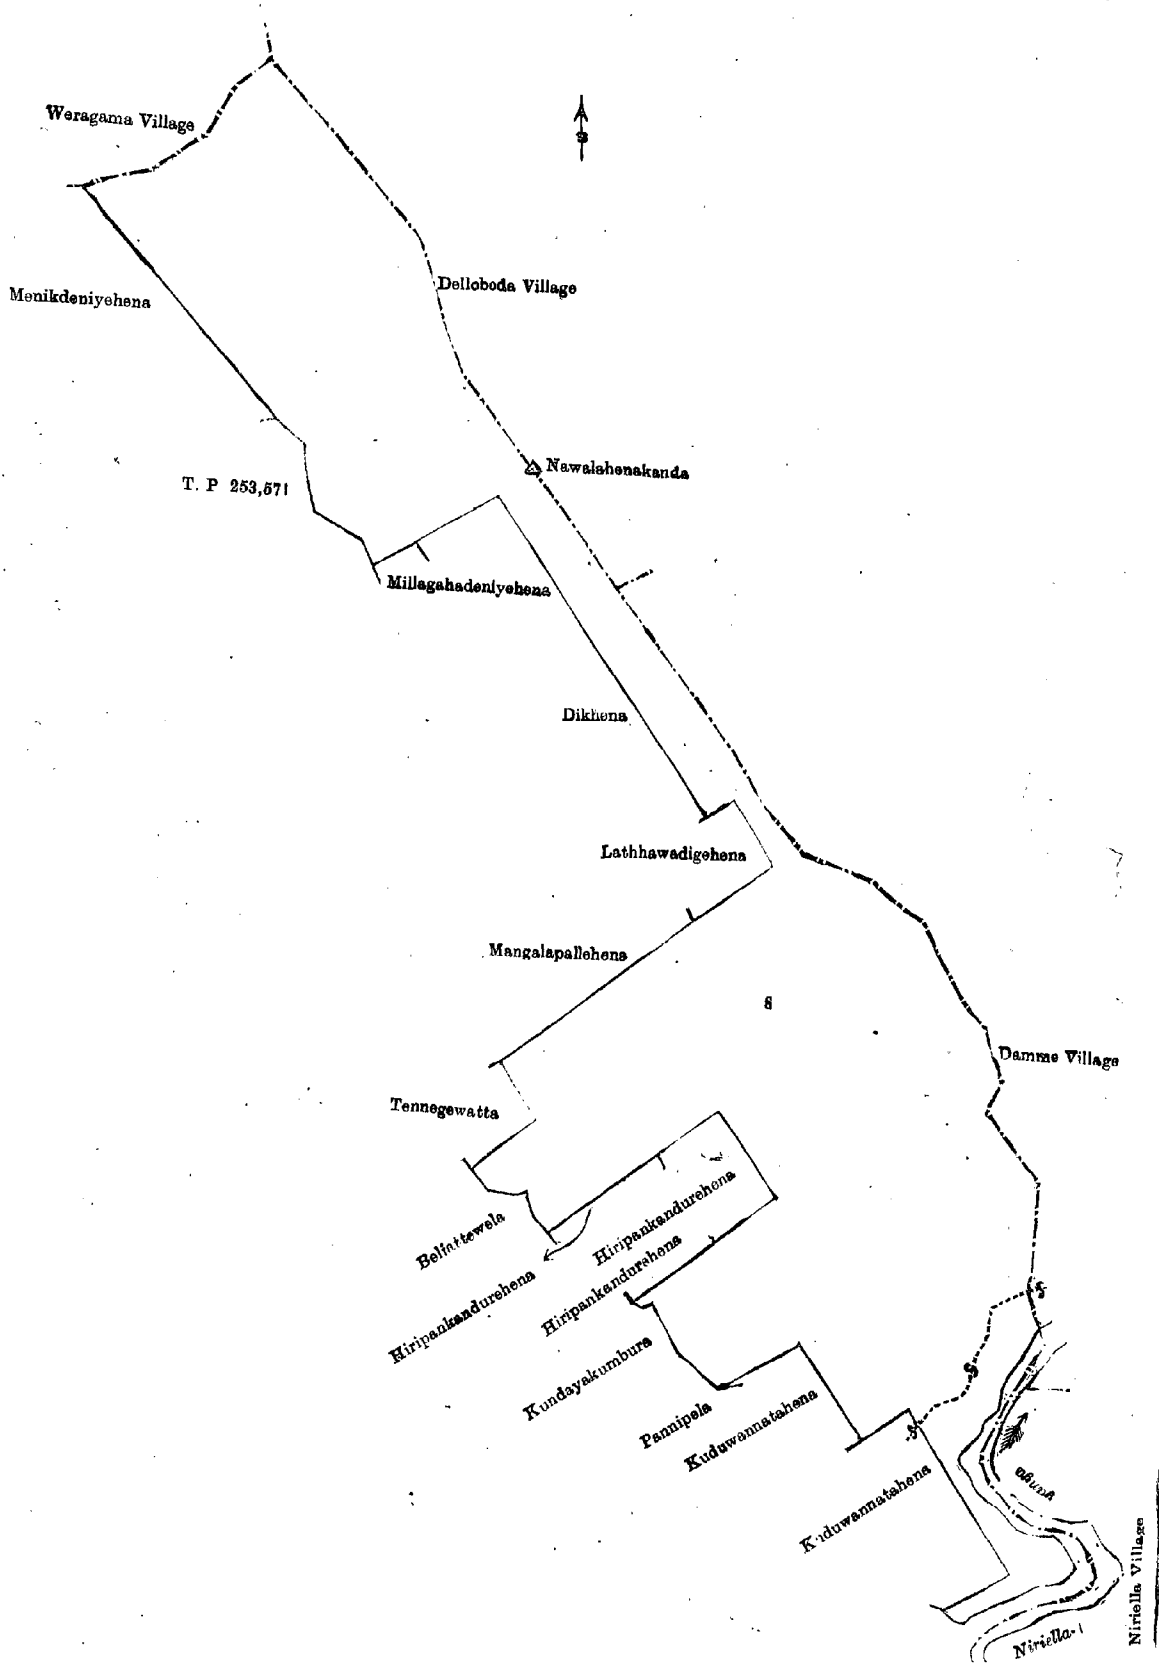 Weragama Village
Delloboda Village
Menikdeniyehena
Nawalahenakanda
T. P 253,571
Millagahadeniyehena
Dikhena
Lathhawadigehena
Mangalapallehena
Damme Village
Tennegewatta
Hiripankandurehena
Hiripankandurehena
Hiripankandurehena
Kundayakumbura
Pannipela
Kuduwannatahena
Kuduwannatahena
ganga
Niriella
Niriella Village